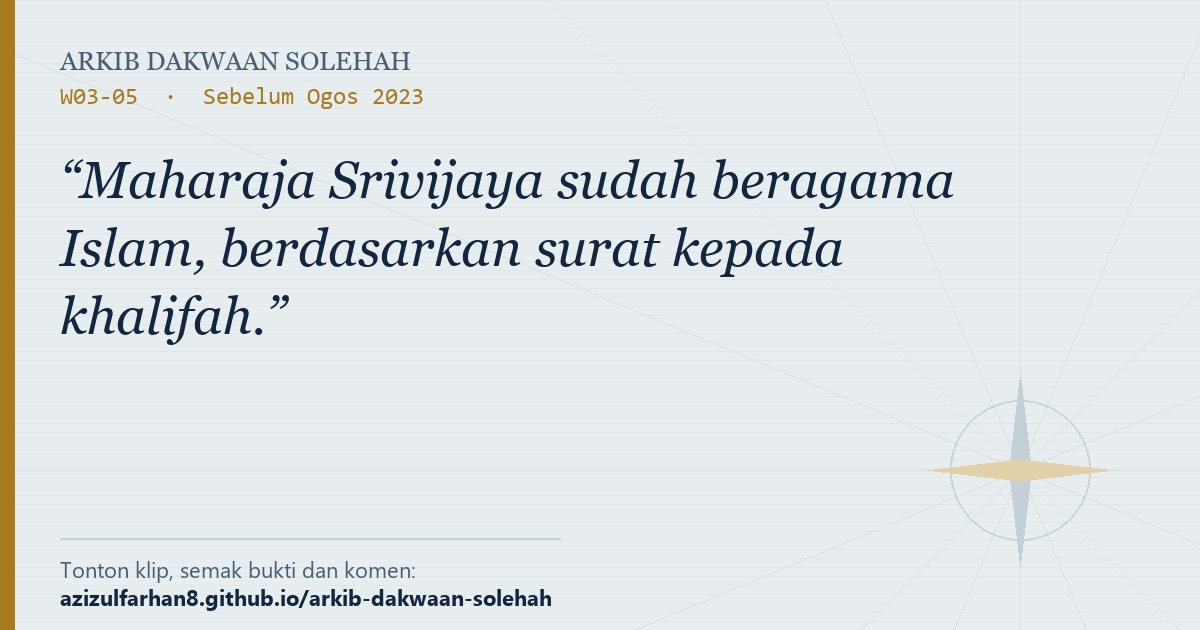 ARKIB DAKWAAN SOLEHAH
W03-05 · Sebelum Ogos 2023
“Maharaja Srivijaya sudah beragama
Islam, berdasarkan surat kepada
khalifah.”
Tonton klip, semak bukti dan komen:
azizulfarhan8.github.io/arkib-dakwaan-solehah